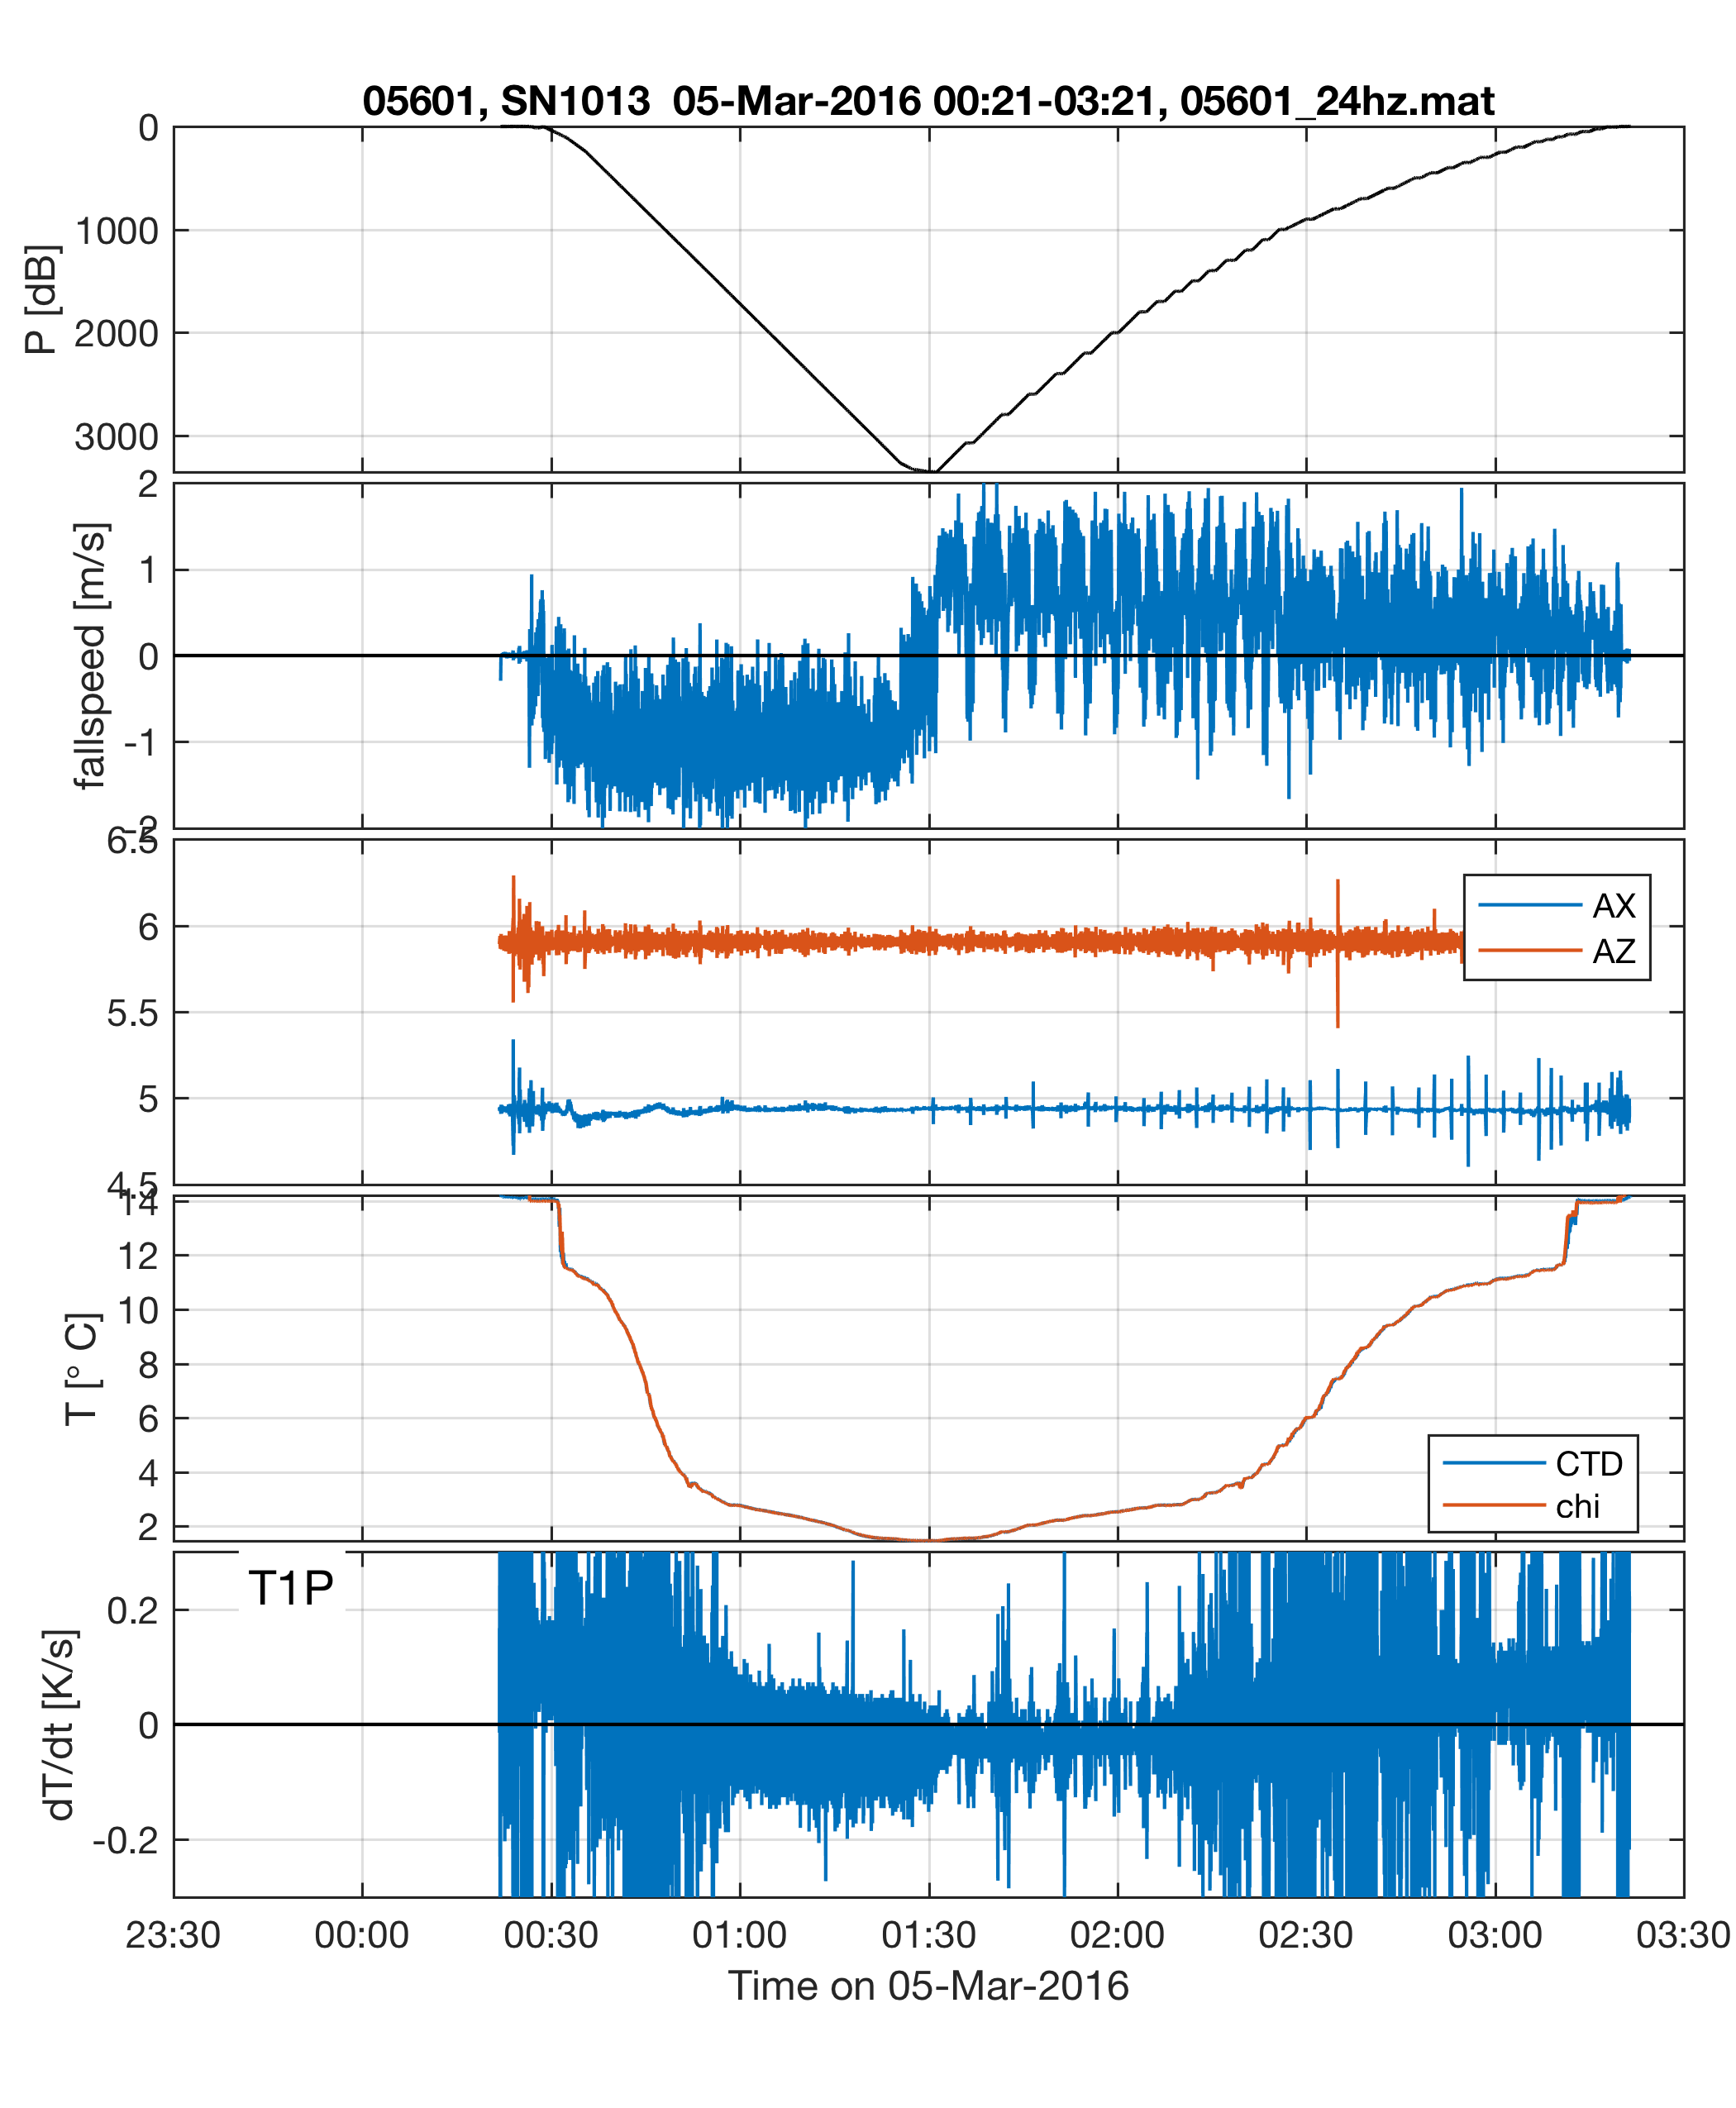 05601, SN1013  05-Mar-2016 00:21-03:21, 05601_24hz.mat
0
1000
2000
3000
P [dB]
2
1
0
-1
-2
fallspeed [m/s]
6.5
6
5.5
5
4.5
AX
AZ
14
12
10
8
6
4
2
T [° C]
CTD
chi
T1P
0.2
0
-0.2
dT/dt [K/s]
23:30 00:00 00:30 01:00 01:30 02:00 02:30 03:00 03:30
Time on 05-Mar-2016